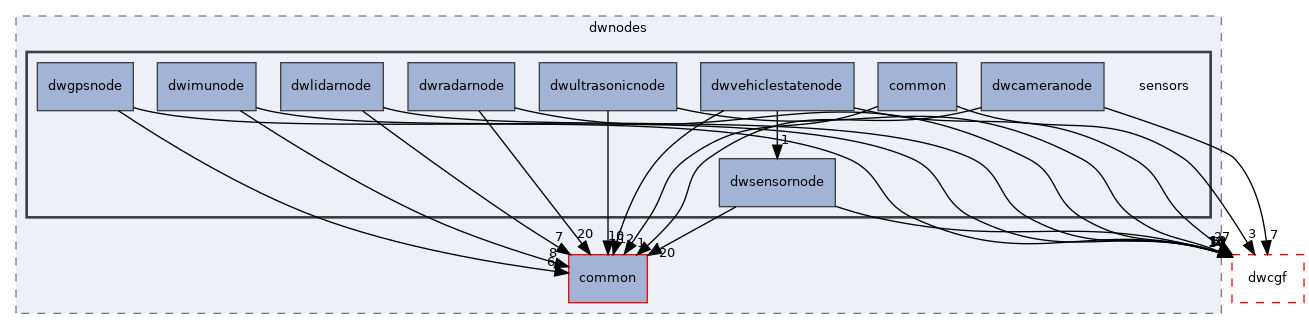 dwnodes
dwgpsnode
dwimunode
dwlidarnode
dwradarnode
dwultrasonicnode
dwvehiclestatenode
common
dwcameranode
sensors
1
dwsensornode
7
8
6
20
12
1
20
27
3
7
common
dwcgf